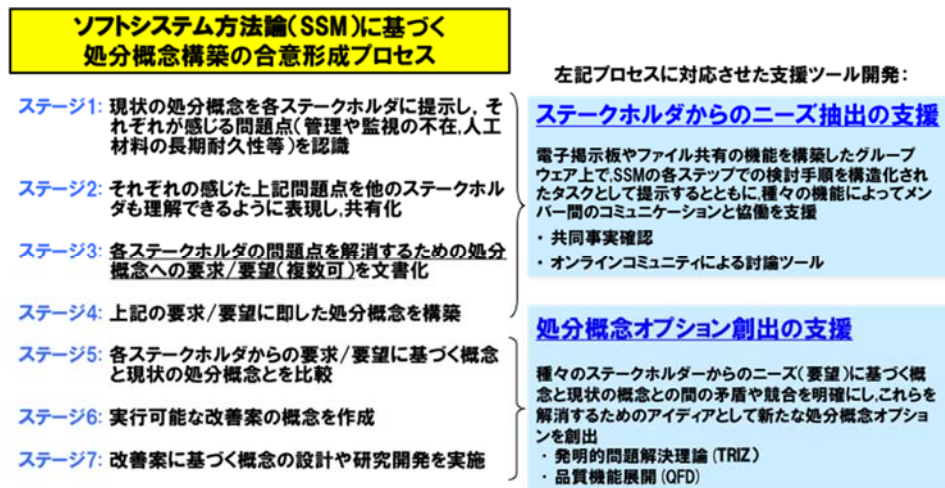 ソフトシステム方法論(SSM)に基づく
処分概念構築の合意形成プロセス
ステージ1: 現状の処分概念を各ステークホルダに提示し，そ
れぞれが感じる問題点(管理や監視の不在,人工
材料の長期耐久性等)を認識
ステージ2: それぞれの感じた上記問題点を他のステークホル
ダも理解できるように表現し,共有化
ステージ3: 各ステークホルダの問題点を解消するための処分
概念への要求/要望(複数可)を文書化
ステージ4: 上記の要求/要望に即した処分概念を構築
ステージ5: 各ステークホルダからの要求/要望に基づく概念
と現状の処分概念とを比較
ステージ6: 実行可能な改善案の概念を作成
ステージ7: 改善案に基づく概念の設計や研究開発を実施
左記プロセスに対応させた支援ツール開発：
ステークホルダからのニーズ抽出の支援
電子掲示板やファイル共有の機能を構築したグループ
ウェア上で,SSMの各ステップでの検討手順を構造化され
たタスクとして提示するとともに,種々の機能によってメン
バー間のコミュニケーションと協働を支援
・ 共同事実確認
・ オンラインコミュニティによる討論ツール
処分概念オプション創出の支援
種々のステークホルダーからのニーズ(要望)に基づく概
念と現状の概念との間の矛盾や競合を明確にし,これらを
解消するためのアイディアとして新たな処分概念オプショ
ンを創出
・ 発明的問題解決理論 (TRIZ)
・ 品質機能展開 (QFD)